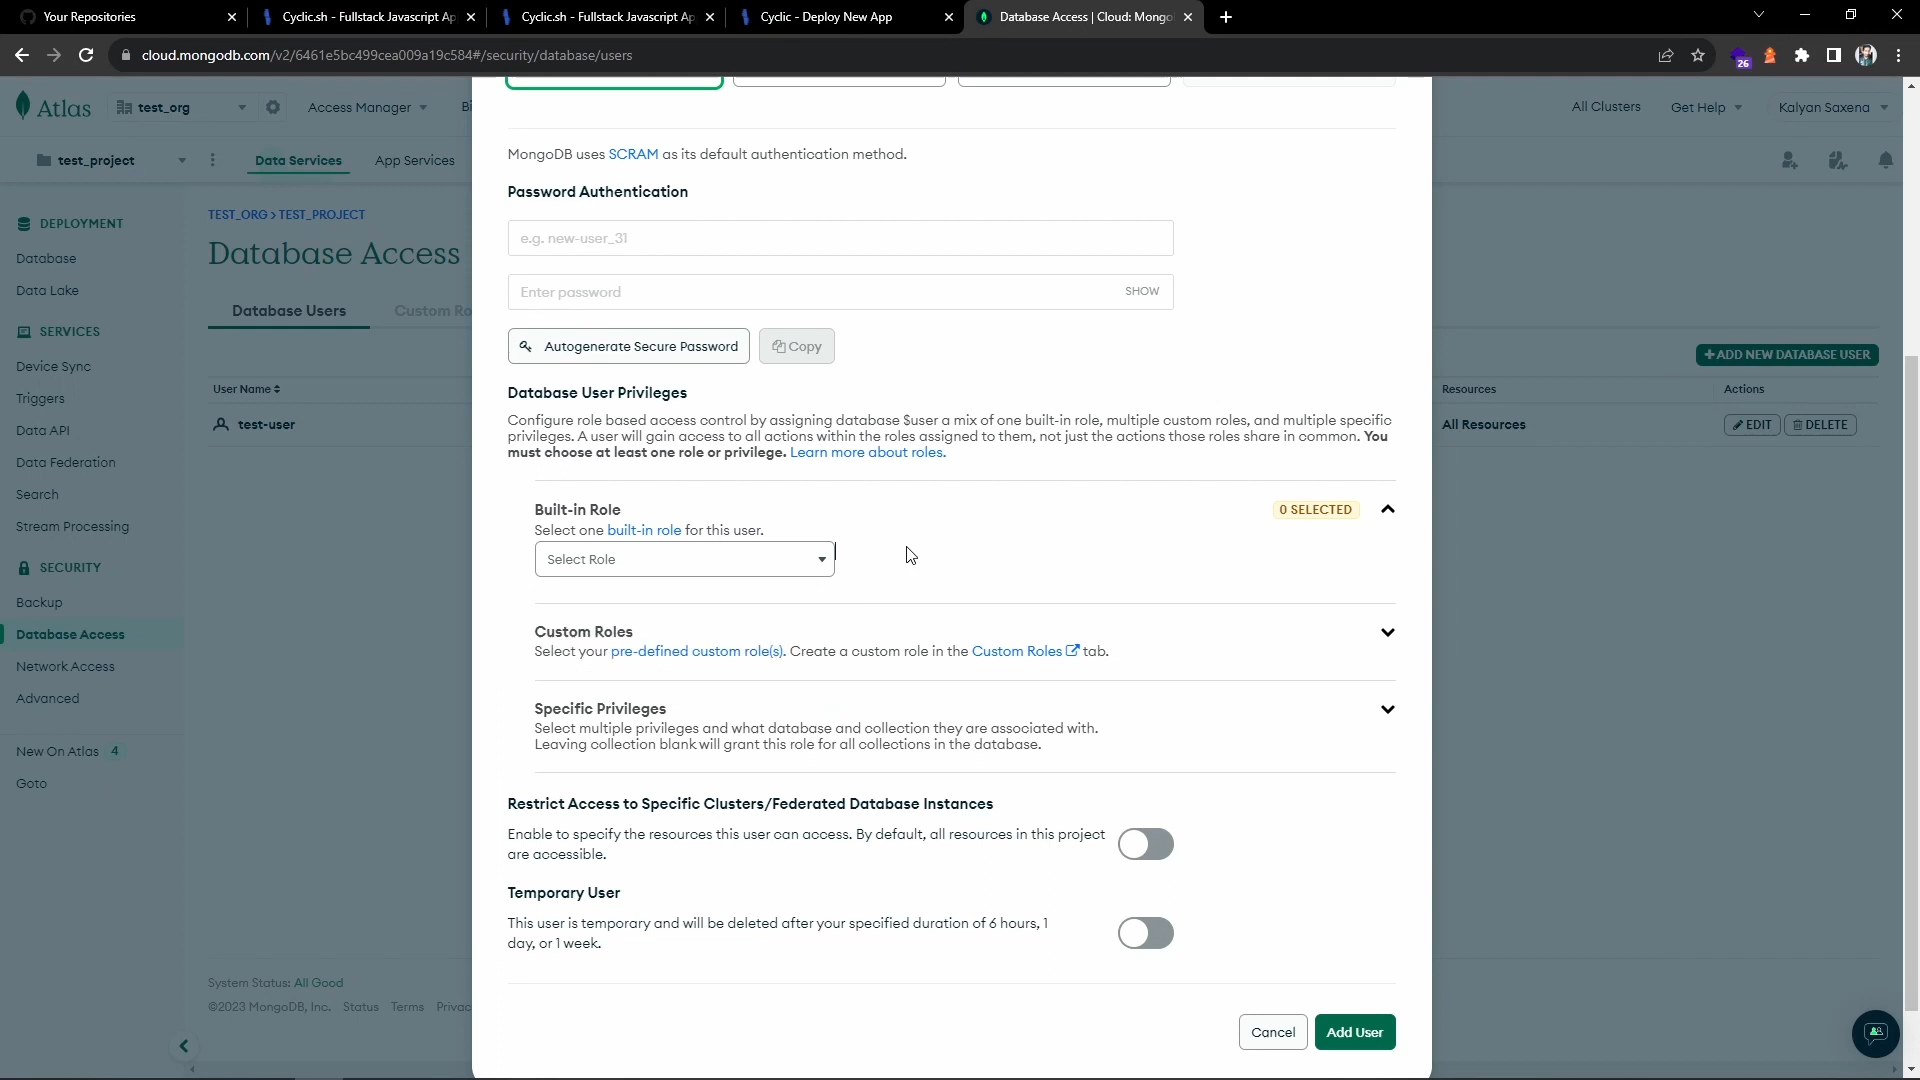 Your Repositories
Cyclic.sh - Fullstack Javascript Ap
Cyclic.sh - Fullstack Javascript Ap
Cyclic - Deploy New App
Database Access | Cloud: Mongo
cloud.mongodb.com/v2/6461e5bc499cea009a19c584#/security/database/users
26
Atlas
test_org
Access Manager
Bi
All Clusters
Get Help
Kalyan Saxena
test_project
Data Services
App Services
DEPLOYMENT
Database
Data Lake
SERVICES
Device Sync
Triggers
Data API
Data Federation
Search
Stream Processing
SECURITY
Backup
Database Access
Network Access
Advanced
New On Atlas 4
Goto
TEST_ORG > TEST_PROJECT
Database Access
Database Users
Custom Ro
User Name
test-user
System Status: All Good
©2023 MongoDB, Inc. Status Terms Privac
MongoDB uses SCRAM as its default authentication method.
Password Authentication
e.g. new-user_31
Enter password
SHOW
Autogenerate Secure Password
Copy
Database User Privileges
Configure role based access control by assigning database $user a mix of one built-in role, multiple custom roles, and multiple specific
privileges. A user will gain access to all actions within the roles assigned to them, not just the actions those roles share in common. You
must choose at least one role or privilege. Learn more about roles.
Built-in Role
0 SELECTED
Select one built-in role for this user.
Select Role
Custom Roles
Select your pre-defined custom role(s). Create a custom role in the Custom Roles tab.
Specific Privileges
Select multiple privileges and what database and collection they are associated with.
Leaving collection blank will grant this role for all collections in the database.
Restrict Access to Specific Clusters/Federated Database Instances
Enable to specify the resources this user can access. By default, all resources in this project
are accessible.
Temporary User
This user is temporary and will be deleted after your specified duration of 6 hours, 1
day, or 1 week.
Cancel
Add User
+ ADD NEW DATABASE USER
Resources
Actions
All Resources
EDIT
DELETE